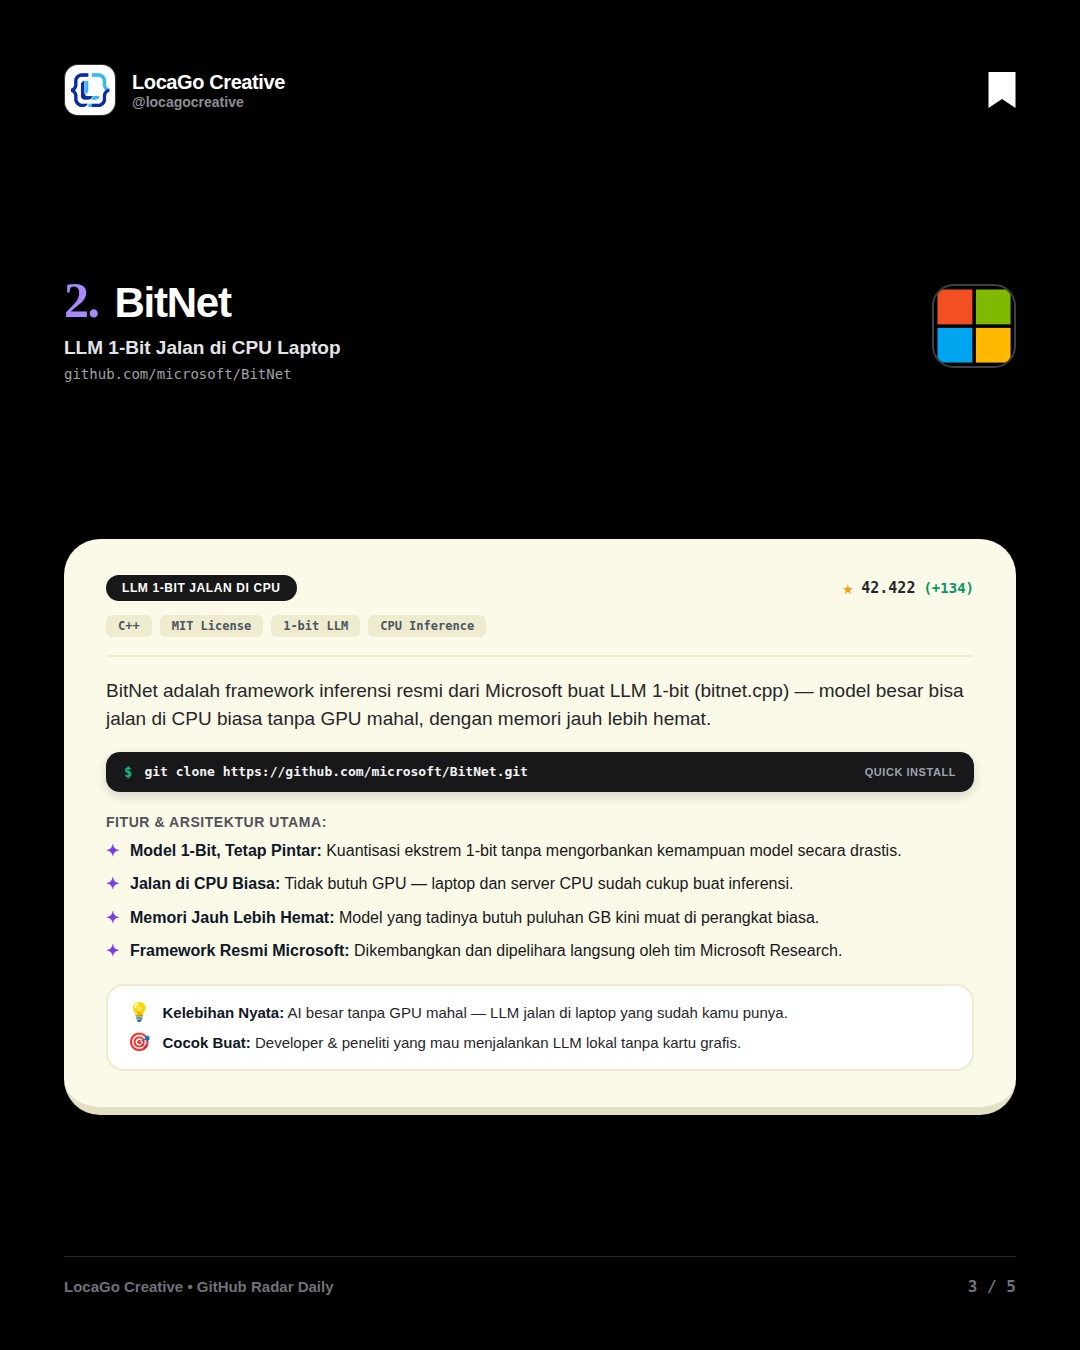 LocaGo Creative
@locagocreative
2. BitNet
LLM 1-Bit Jalan di CPU Laptop
github.com/microsoft/BitNet
LLM 1-BIT JALAN DI CPU
★ 42.422 (+134)
C++ MIT License 1-bit LLM CPU Inference
BitNet adalah framework inferensi resmi dari Microsoft buat LLM 1-bit (bitnet.cpp) — model besar bisa
jalan di CPU biasa tanpa GPU mahal, dengan memori jauh lebih hemat.
$ git clone https://github.com/microsoft/BitNet.git QUICK INSTALL
FITUR & ARSITEKTUR UTAMA:
✦ Model 1-Bit, Tetap Pintar: Kuantisasi ekstrem 1-bit tanpa mengorbankan kemampuan model secara drastis.
✦ Jalan di CPU Biasa: Tidak butuh GPU — laptop dan server CPU sudah cukup buat inferensi.
✦ Memori Jauh Lebih Hemat: Model yang tadinya butuh puluhan GB kini muat di perangkat biasa.
✦ Framework Resmi Microsoft: Dikembangkan dan dipelihara langsung oleh tim Microsoft Research.
💡 Kelebihan Nyata: AI besar tanpa GPU mahal — LLM jalan di laptop yang sudah kamu punya.
🎯 Cocok Buat: Developer & peneliti yang mau menjalankan LLM lokal tanpa kartu grafis.
LocaGo Creative • GitHub Radar Daily
3 / 5